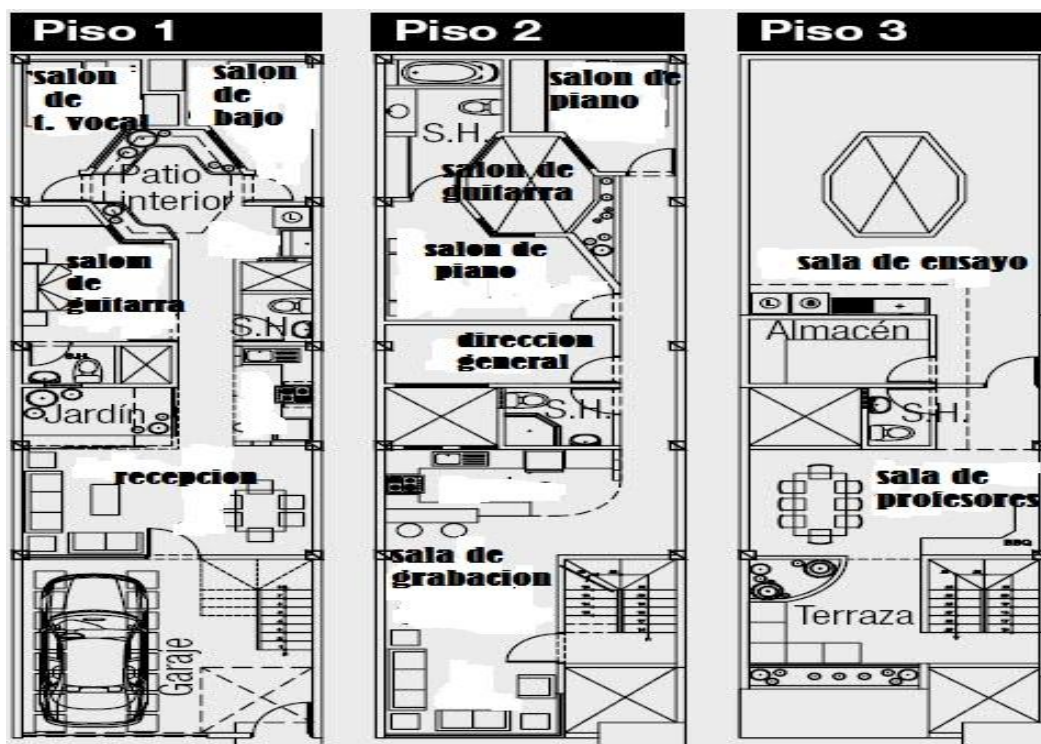 Piso 1
salon
de
t. vocal
salon
de
bajo
Patio
interior
L
salom
de
guitarra
S.H.
S.H.
Jardín
recepcion
Garaje
Piso 2
salon de
piano
S.H.
salon de
guitarra
salon de
piano
direccion
general
S.H.
sala de
grabacion
Piso 3
sala de ensayo
L
S
Almacén
S.H.
sala de
profesores
BBQ
Terraza